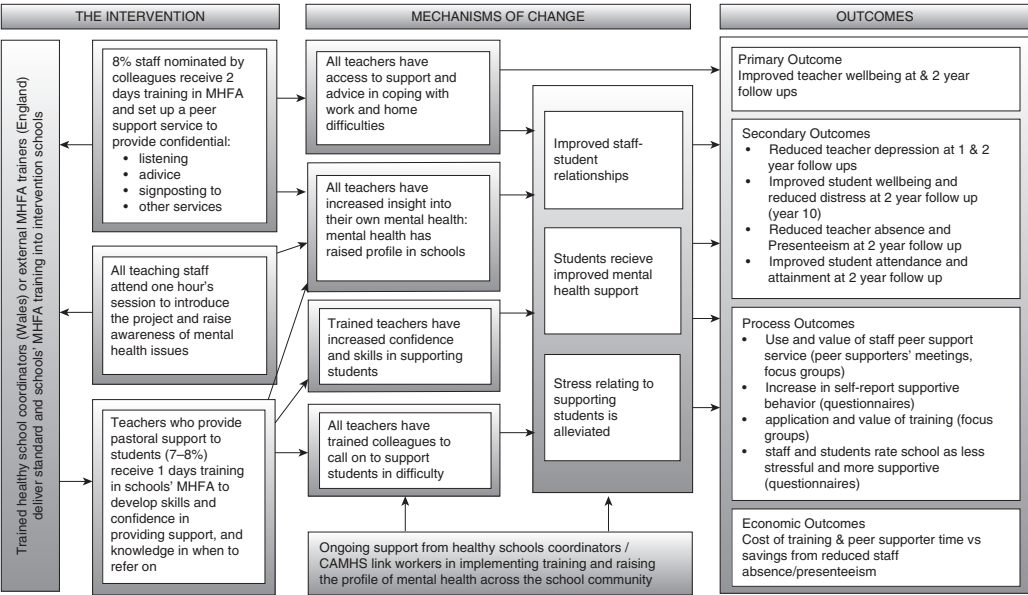 THE INTERVENTION
MECHANISMS OF CHANGE
OUTCOMES
Trained healthy school coordinators (Wales) or external MHFA trainers (England)
deliver standard and schools' MHFA training into intervention schools
8% staff nominated by
colleagues receive 2
days training in MHFA
and set up a peer
support service to
provide confidential:
• listening
• adivice
• signposting to
• other services
All teaching staff
attend one hour's
session to introduce
the project and raise
awareness of mental
health issues
Teachers who provide
pastoral support to
students (7–8%)
receive 1 days training
in schools' MHFA to
develop skills and
confidence in
providing support, and
knowledge in when to
refer on
All teachers have
access to support and
advice in coping with
work and home
difficulties
All teachers have
increased insight into
their own mental health:
mental health has
raised profile in schools
Trained teachers have
increased confidence
and skills in supporting
students
All teachers have
trained colleagues to
call on to support
students in difficulty
Improved staff-
student
relationships
Students recieve
improved mental
health support
Stress relating to
supporting
students is
alleviated
Ongoing support from healthy schools coordinators /
CAMHS link workers in implementing training and raising
the profile of mental health across the school community
Primary Outcome
Improved teacher wellbeing at & 2 year
follow ups
Secondary Outcomes
• Reduced teacher depression at 1 & 2
year follow ups
• Improved student wellbeing and
reduced distress at 2 year follow up
(year 10)
• Reduced teacher absence and
Presenteeism at 2 year follow up
• Improved student attendance and
attainment at 2 year follow up
Process Outcomes
• Use and value of staff peer support
service (peer supporters' meetings,
focus groups)
• Increase in self-report supportive
behavior (questionnaires)
• application and value of training (focus
groups)
• staff and students rate school as less
stressful and more supportive
(questionnaires)
Economic Outcomes
Cost of training & peer supporter time vs
savings from reduced staff
absence/presenteeism